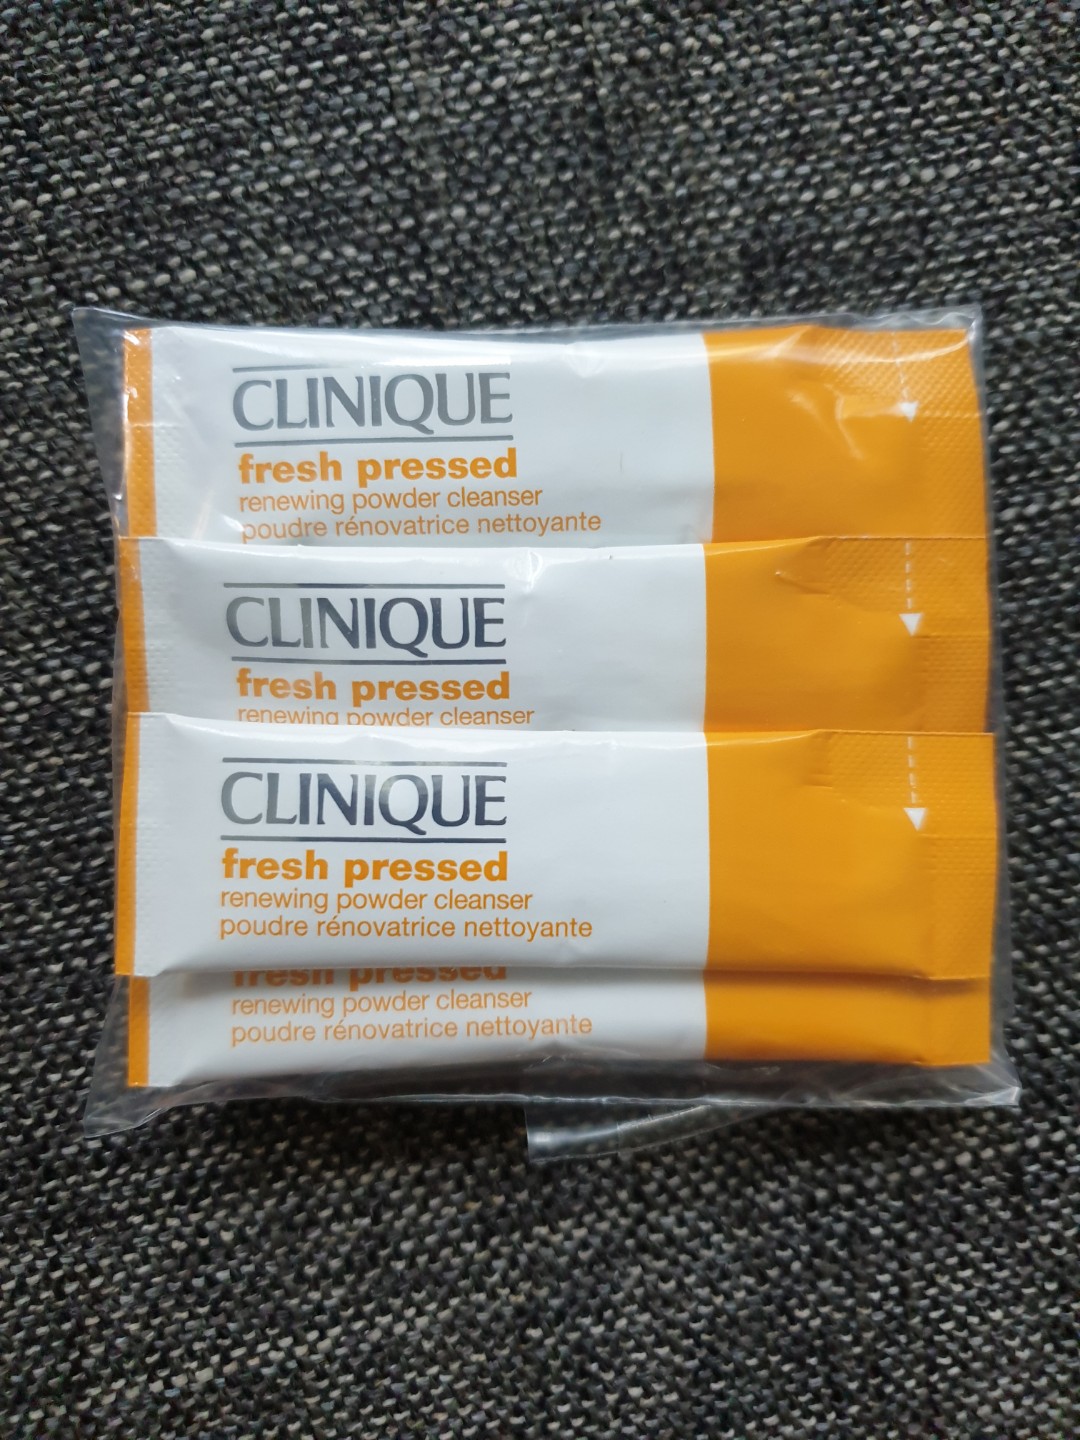 CLINIQUE
fresh pressed
renewing powder cleanser
poudre rénovatrice nettoyante
CLINIQUE
fresh pressed
renewing powder cleanser
CLINIQUE
fresh pressed
renewing powder cleanser
poudre rénovatrice nettoyante
fresh pressed
renewing powder cleanser
poudre rénovatrice nettoyante